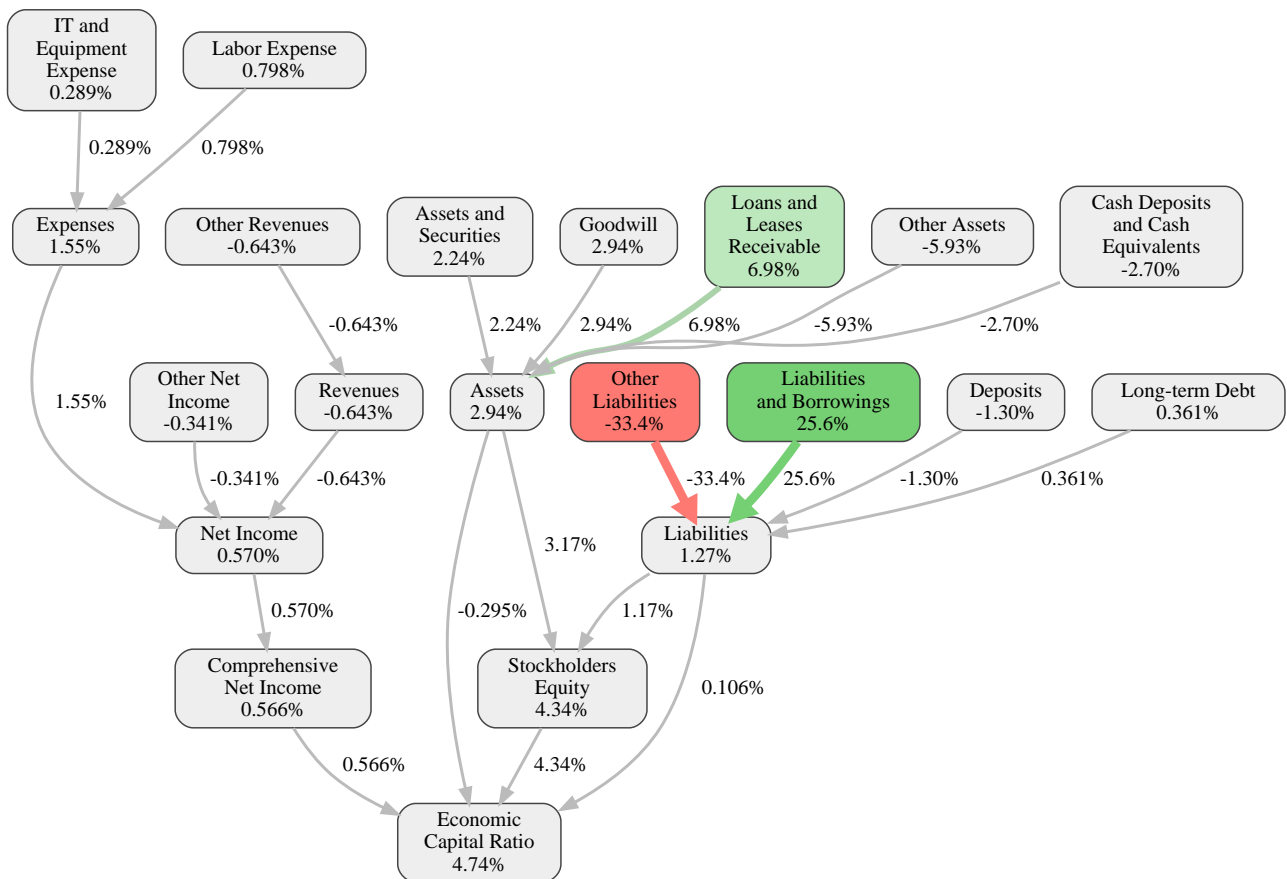 IT and
Equipment
Expense
0.289%
Labor Expense
0.798%
0.289%
0.798%
Expenses
1.55%
Other Revenues
-0.643%
Assets and
Securities
2.24%
Goodwill
2.94%
Loans and
Leases
Receivable
6.98%
Other Assets
-5.93%
Cash Deposits
and Cash
Equivalents
-2.70%
-0.643%
2.24%
2.94%
6.98%
-5.93%
-2.70%
1.55%
Other Net
Income
-0.341%
Revenues
-0.643%
Assets
2.94%
Other
Liabilities
-33.4%
Liabilities
and Borrowings
25.6%
Deposits
-1.30%
Long-term Debt
0.361%
-0.341%
-0.643%
-33.4%
25.6%
-1.30%
0.361%
Net Income
0.570%
3.17%
Liabilities
1.27%
0.570%
-0.295%
1.17%
Comprehensive
Net Income
0.566%
Stockholders
Equity
4.34%
0.106%
0.566%
4.34%
Economic
Capital Ratio
4.74%